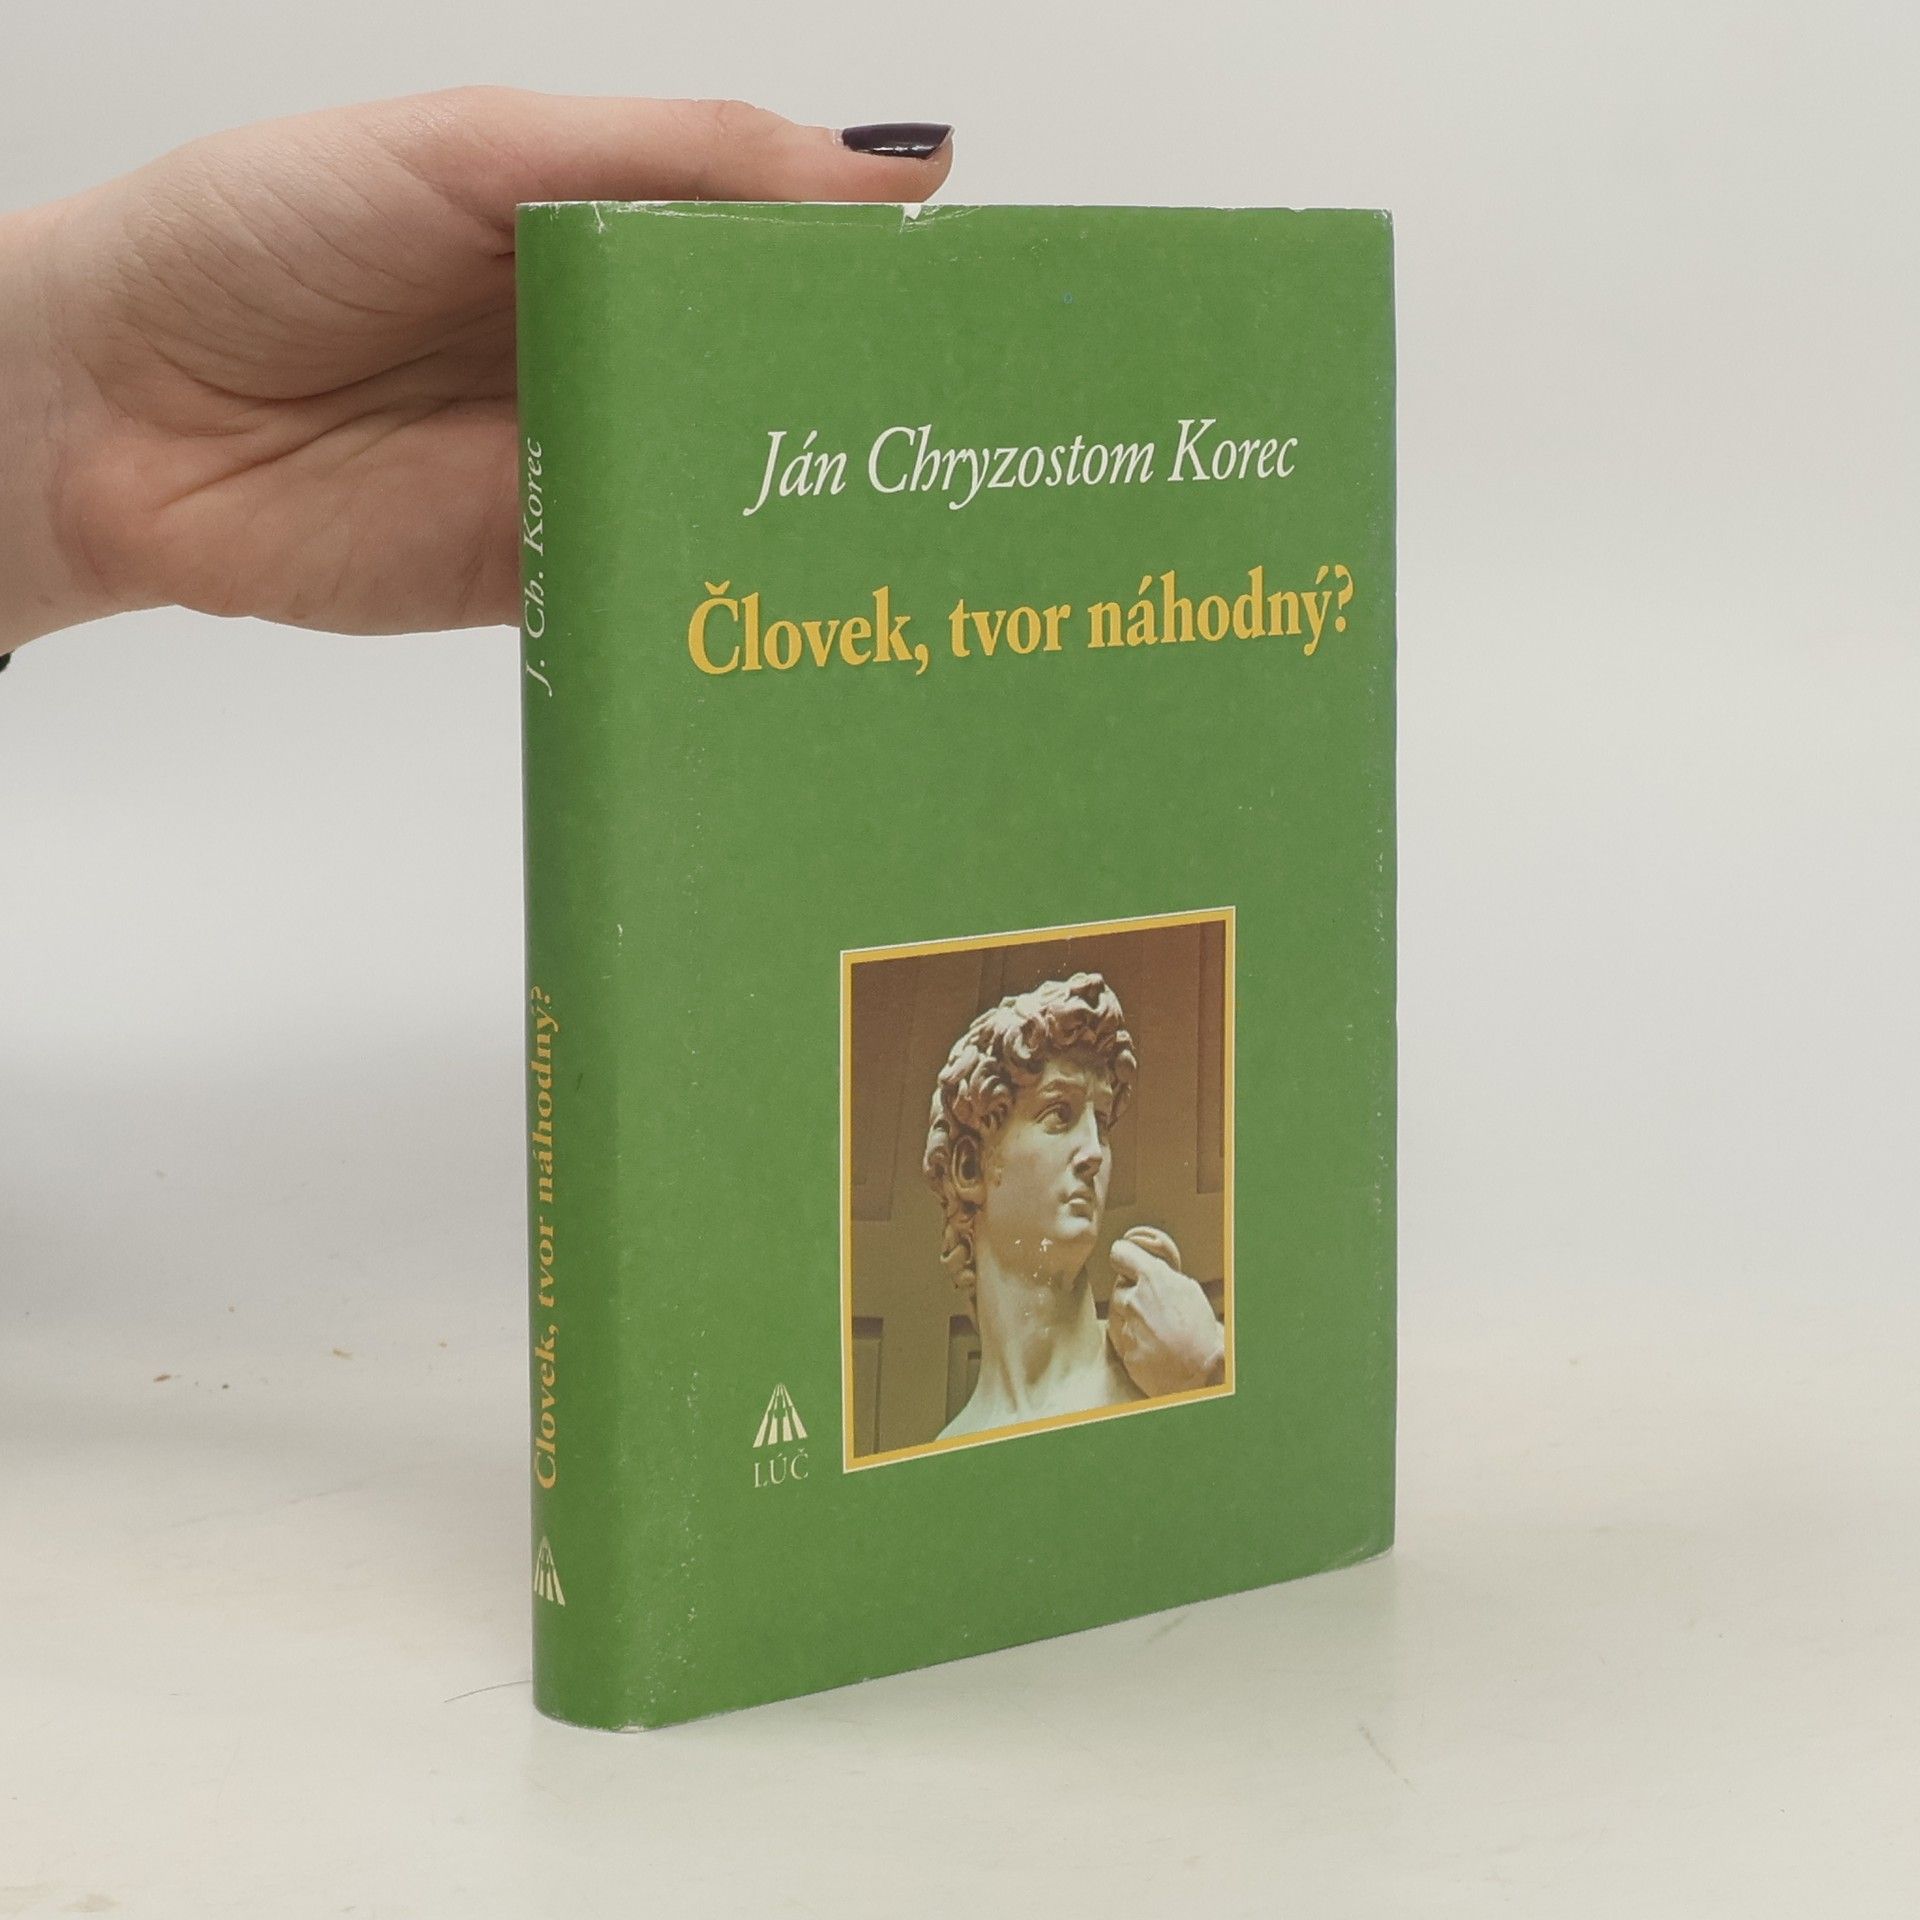 Ján Chryzostom Korec
Človek, tvor náhodný?
LÚČ
J. Ch. Korec
Človek, tvor náhodný?